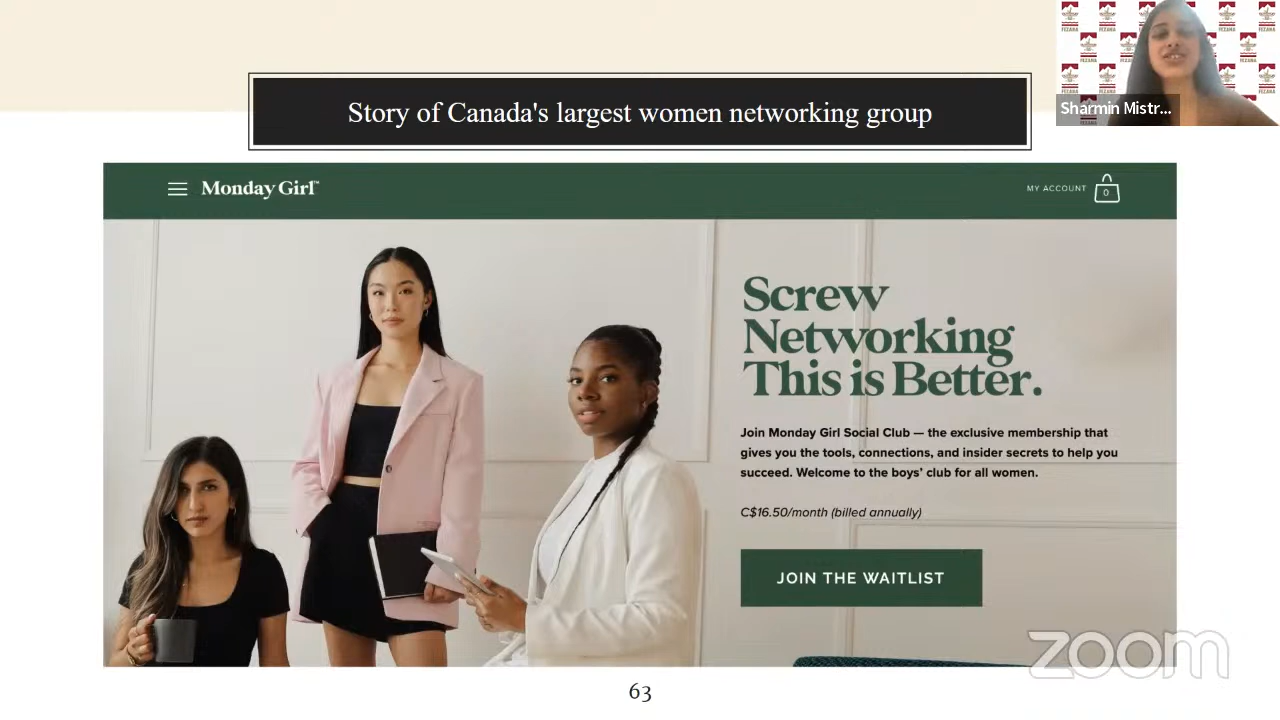 Story of Canada's largest women networking group
FEZANA
Sharmin Mistr...
Monday Girl™
MY ACCOUNT
0
Screw
Networking
This is Better.
Join Monday Girl Social Club — the exclusive membership that
gives you the tools, connections, and insider secrets to help you
succeed. Welcome to the boys' club for all women.
C$16.50/month (billed annually)
JOIN THE WAITLIST
zoom
63